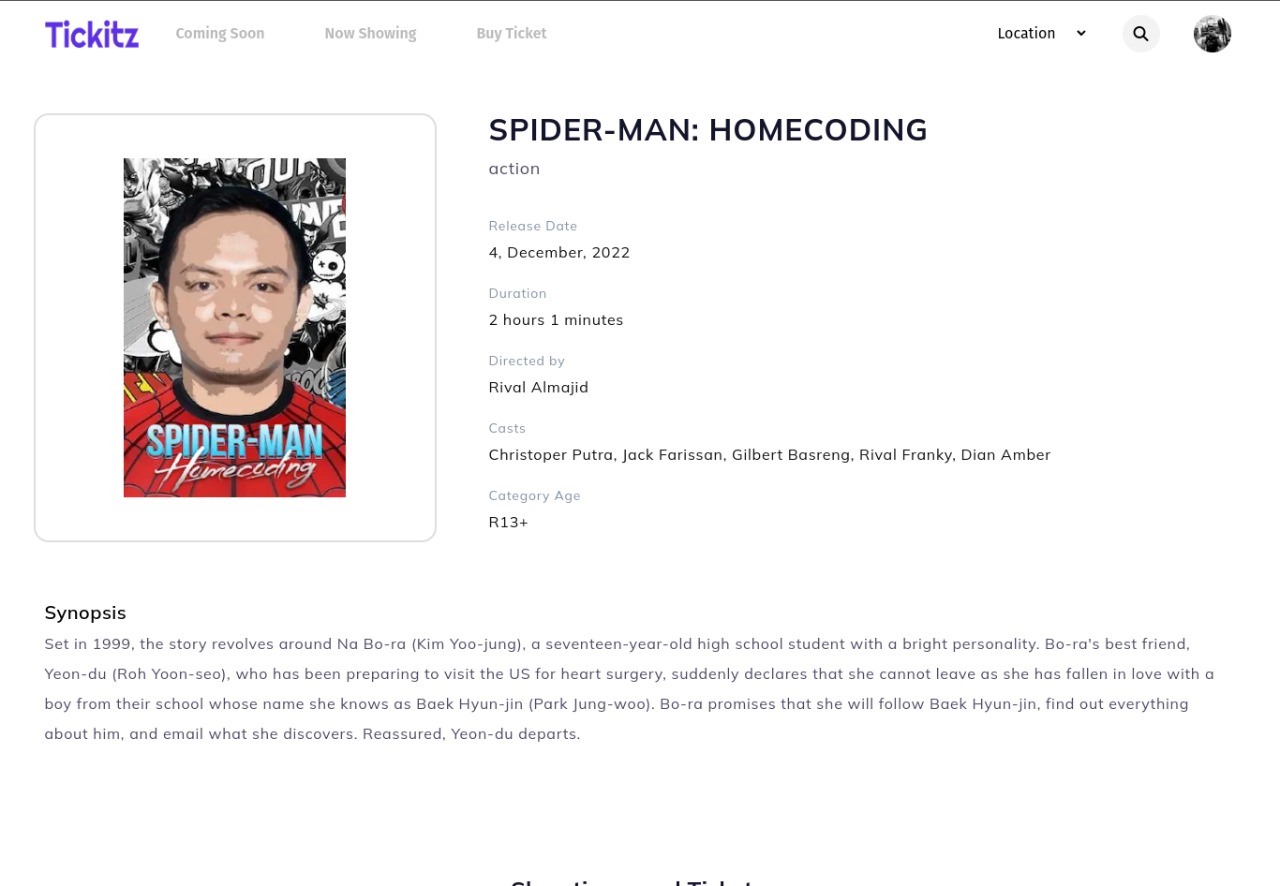 Tickitz
Coming Soon
Now Showing
Buy Ticket
Location
SPIDER-MAN
Homecoding
SPIDER-MAN: HOMECODING
action
Release Date
4, December, 2022
Duration
2 hours 1 minutes
Directed by
Rival Almajid
Casts
Christoper Putra, Jack Farissan, Gilbert Basreng, Rival Franky, Dian Amber
Category Age
R13+
Synopsis
Set in 1999, the story revolves around Na Bo-ra (Kim Yoo-jung), a seventeen-year-old high school student with a bright personality. Bo-ra's best friend,
Yeon-du (Roh Yoon-seo), who has been preparing to visit the US for heart surgery, suddenly declares that she cannot leave as she has fallen in love with a
boy from their school whose name she knows as Baek Hyun-jin (Park Jung-woo). Bo-ra promises that she will follow Baek Hyun-jin, find out everything
about him, and email what she discovers. Reassured, Yeon-du departs.